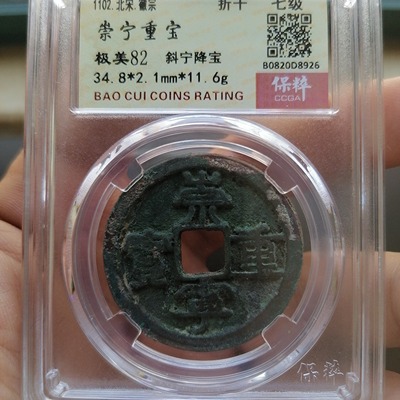 1102.北宋.徽宗 折十 七级
崇宁重宝
极美82 斜宁降宝
34.8*2.1mm*11.6g
BAO CUI COINS RATING
B0820D8926
保粹
CCGA
崇
寳 重
寧
保粹